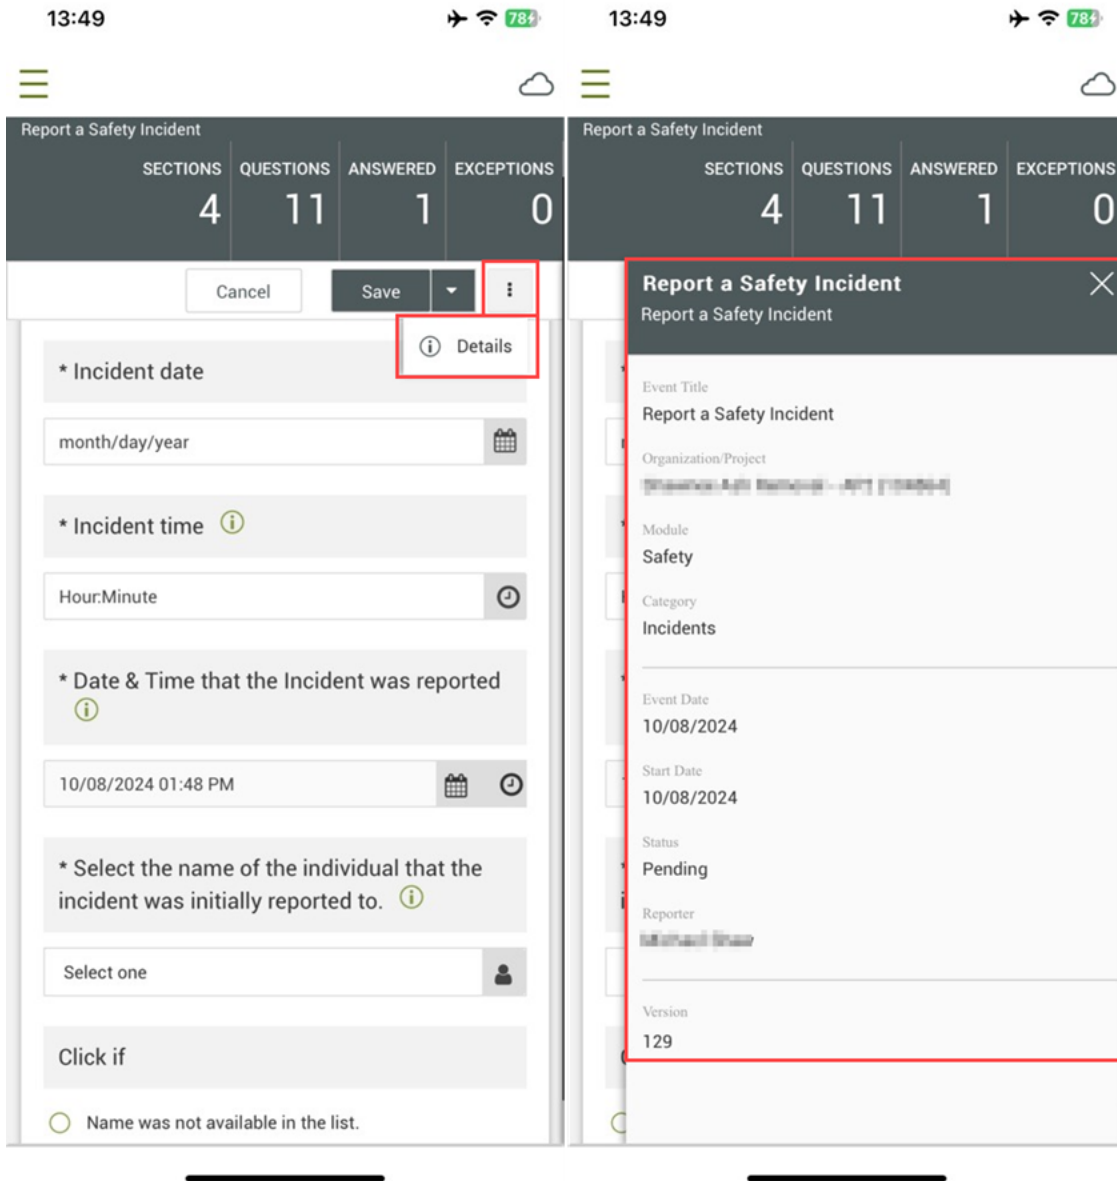 13:49
78
Report a Safety Incident
SECTIONS QUESTIONS ANSWERED EXCEPTIONS
4 11 1 0
Cancel Save
Details
* Incident date
month/day/year
* Incident time
Hour:Minute
* Date & Time that the Incident was reported
10/08/2024 01:48 PM
* Select the name of the individual that the
incident was initially reported to.
Select one
Click if
Name was not available in the list.
13:49
78
Report a Safety Incident
SECTIONS QUESTIONS ANSWERED EXCEPTIONS
4 11 1 0
Report a Safety Incident
Report a Safety Incident
Event Title
Report a Safety Incident
Organization/Project
Module
Safety
Category
Incidents
Event Date
10/08/2024
Start Date
10/08/2024
Status
Pending
Reporter
Version
129